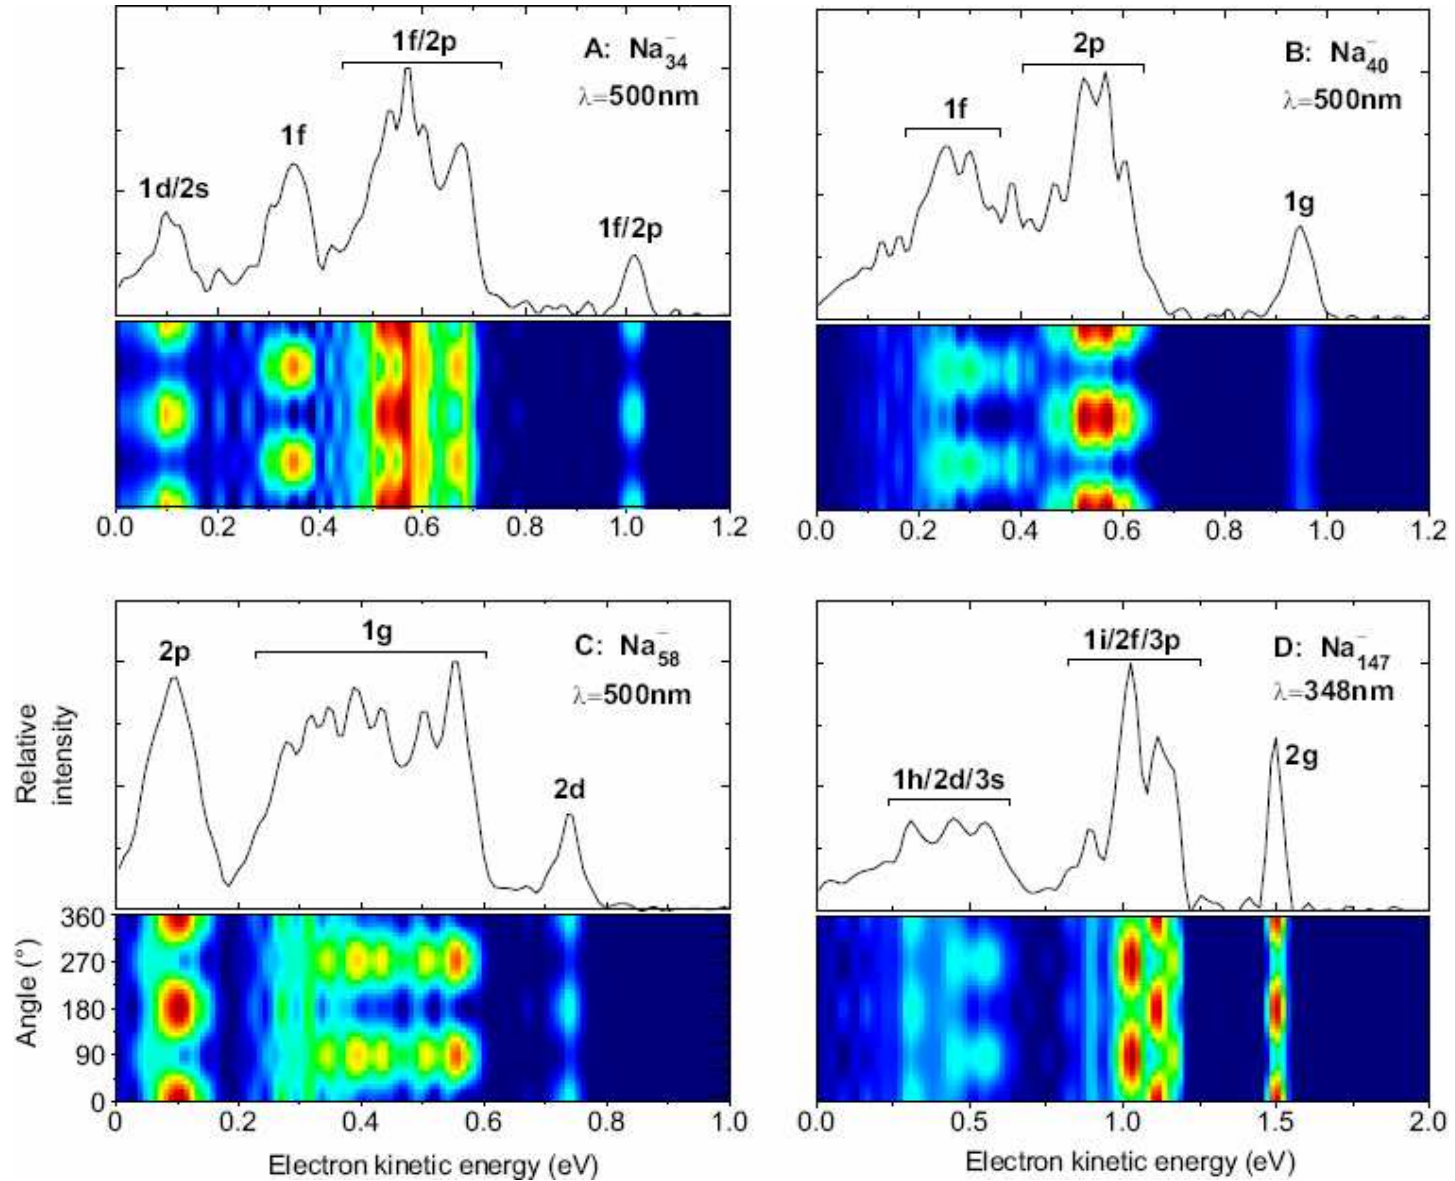 1f/2p
A: Na₃₄⁻
λ=500nm
1f
1d/2s
1f/2p
0.0 0.2 0.4 0.6 0.8 1.0 1.2
2p
B: Na₄₀⁻
λ=500nm
1f
1g
0.0 0.2 0.4 0.6 0.8 1.0 1.2
Relative
intensity
2p
1g
C: Na₅₈⁻
λ=500nm
2d
Angle (°)
360
270
180
90
0
0.0 0.2 0.4 0.6 0.8 1.0
Electron kinetic energy (eV)
1i/2f/3p
D: Na₁₄₇⁻
λ=348nm
2g
1h/2d/3s
0.0 0.5 1.0 1.5 2.0
Electron kinetic energy (eV)